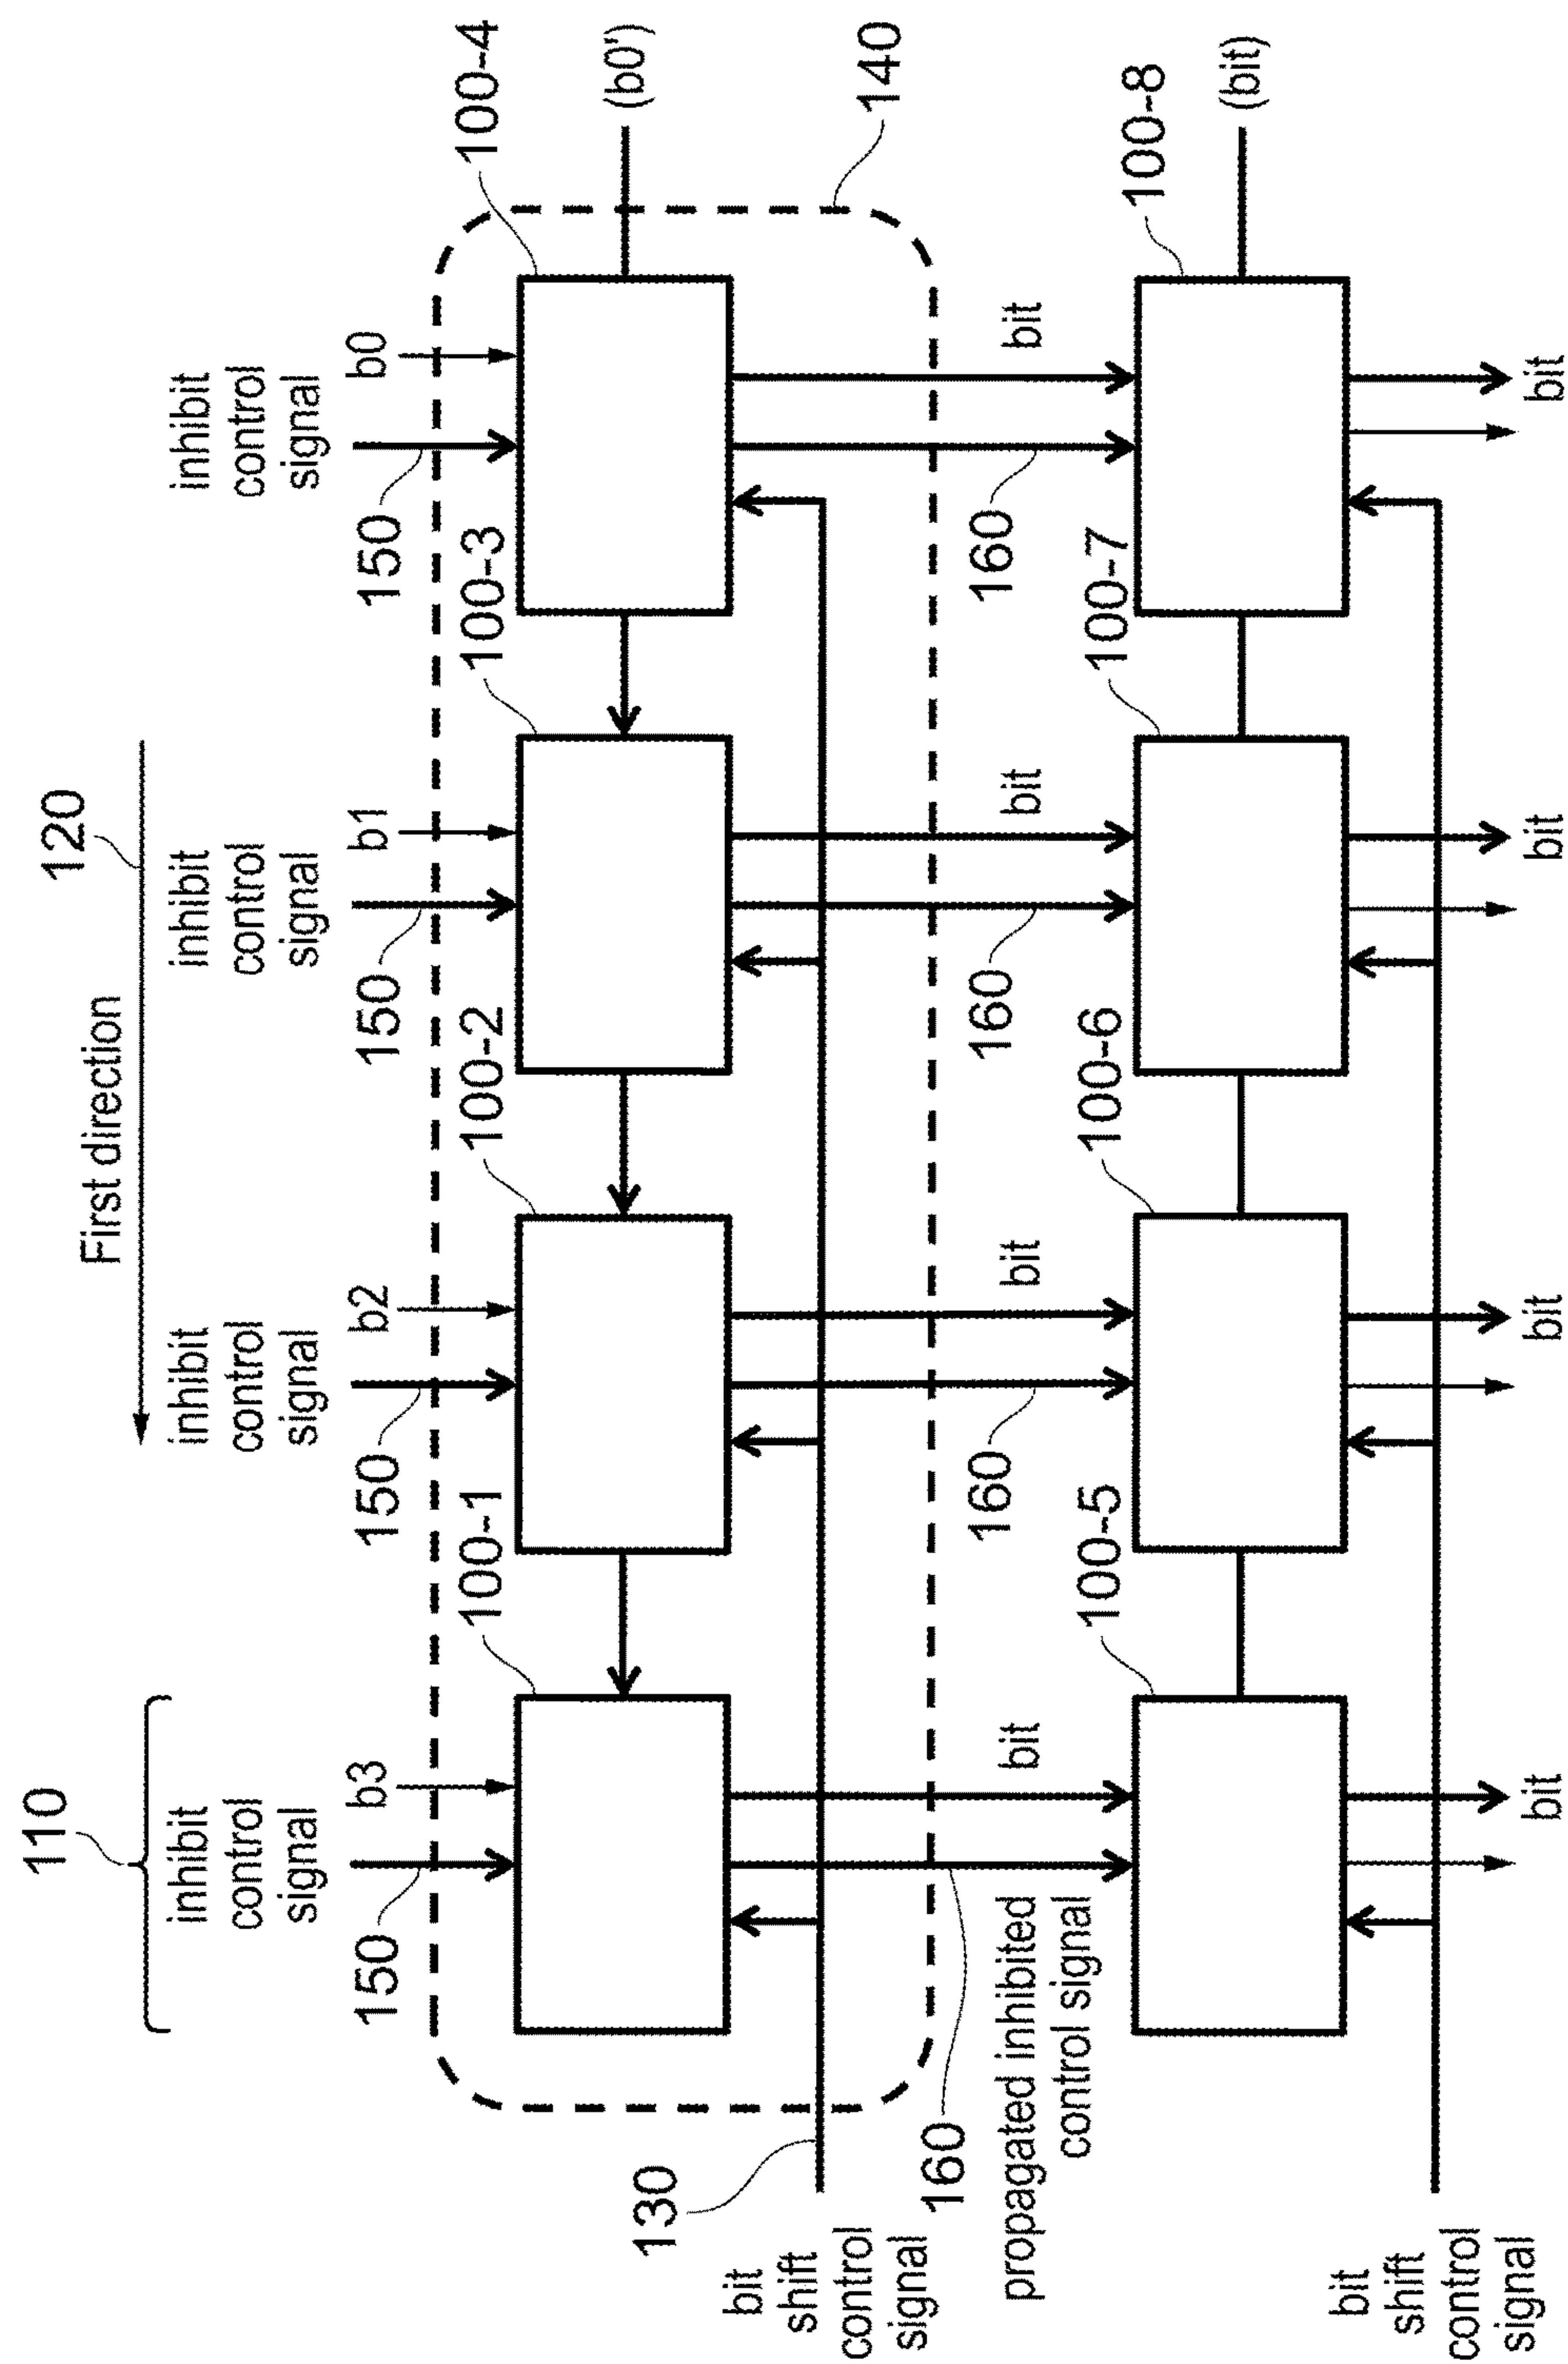 110
120
First direction
inhibit
control
signal
inhibit
control
signal
inhibit
control
signal
inhibit
control
signal
b3
b2
b1
b0
150
150
150
150
100-1
100-2
100-3
100-4
(b0')
130
bit
shift
control
signal
140
160
propagated inhibited
control signal
bit
160
bit
160
bit
160
bit
100-5
100-6
100-7
100-8
(bit)
bit
shift
control
signal
bit
bit
bit
bit